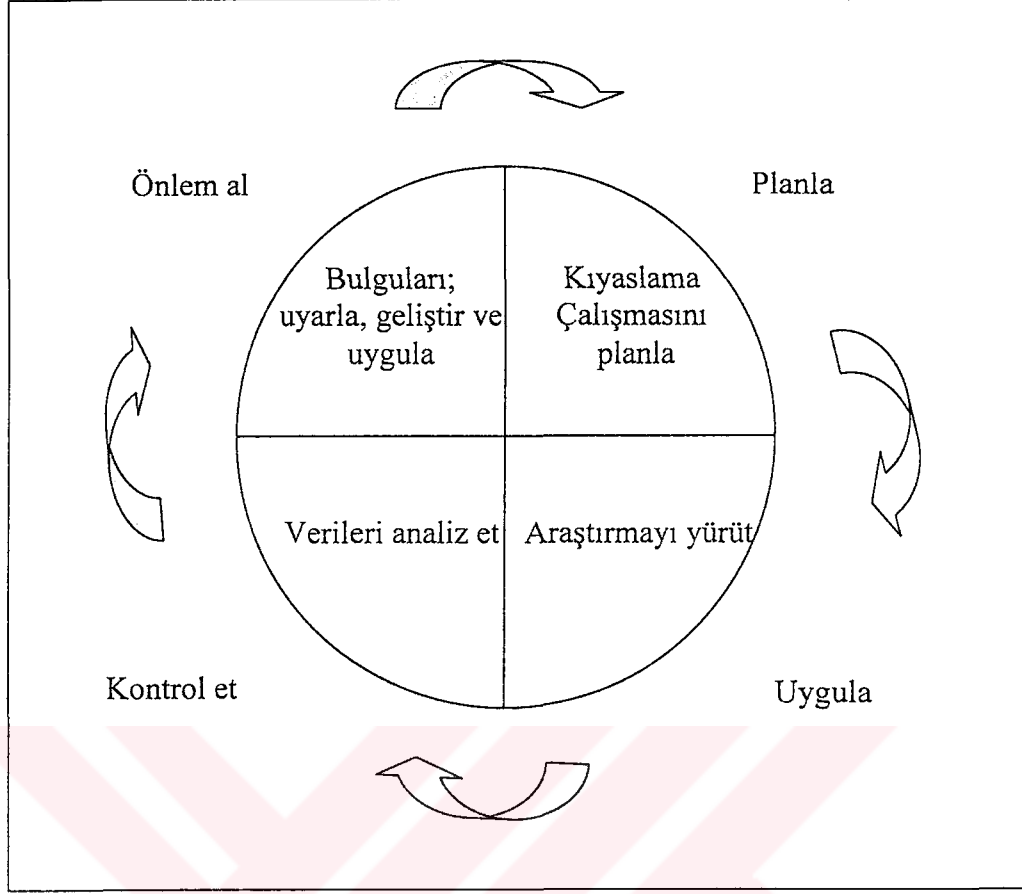 Önlem al
Planla
Bulguları;
uyarla, geliştir ve
uygula
Kıyaslama
Çalışmasını
planla
Verileri analiz et
Araştırmayı yürüt
Kontrol et
Uygula